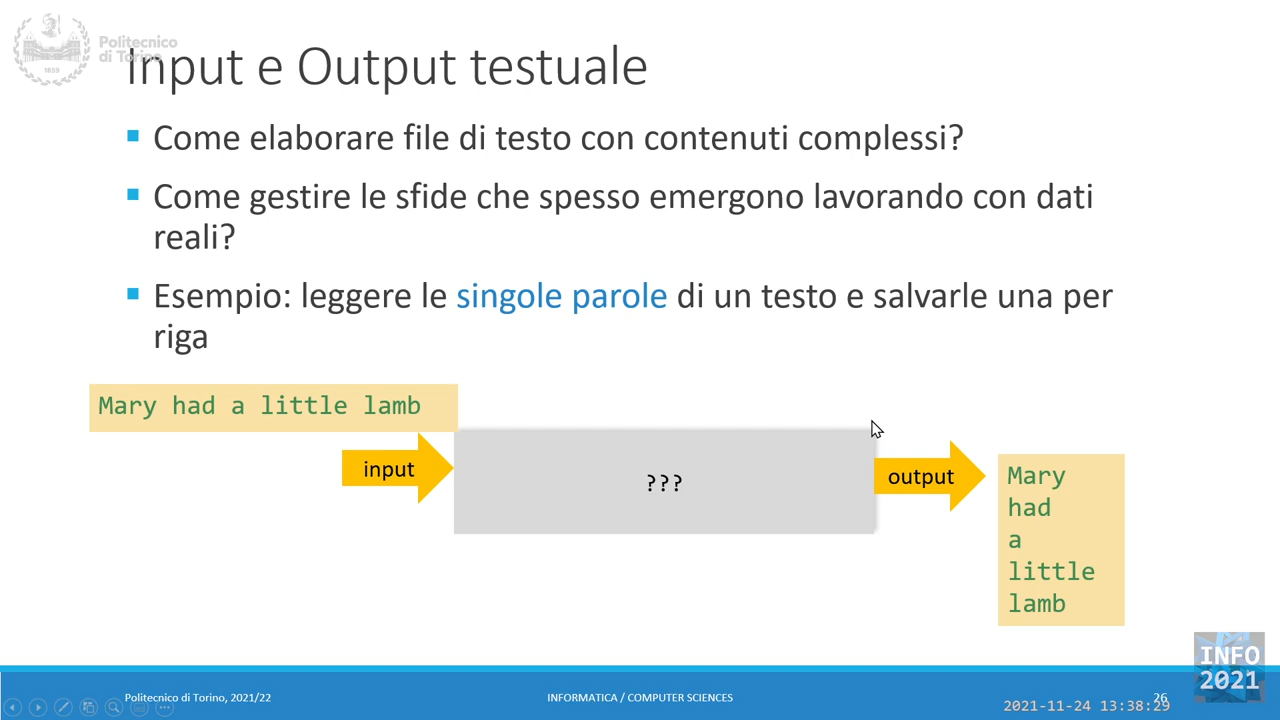 Politecnico
di Torino
1859
Input e Output testuale
Come elaborare file di testo con contenuti complessi?
Come gestire le sfide che spesso emergono lavorando con dati
reali?
Esempio: leggere le singole parole di un testo e salvarle una per
riga
Mary had a little lamb
input
???
output
Mary
had
a
little
lamb
INFO
2021
Politecnico di Torino, 2021/22
INFORMATICA / COMPUTER SCIENCES
26
2021-11-24 13:38:29